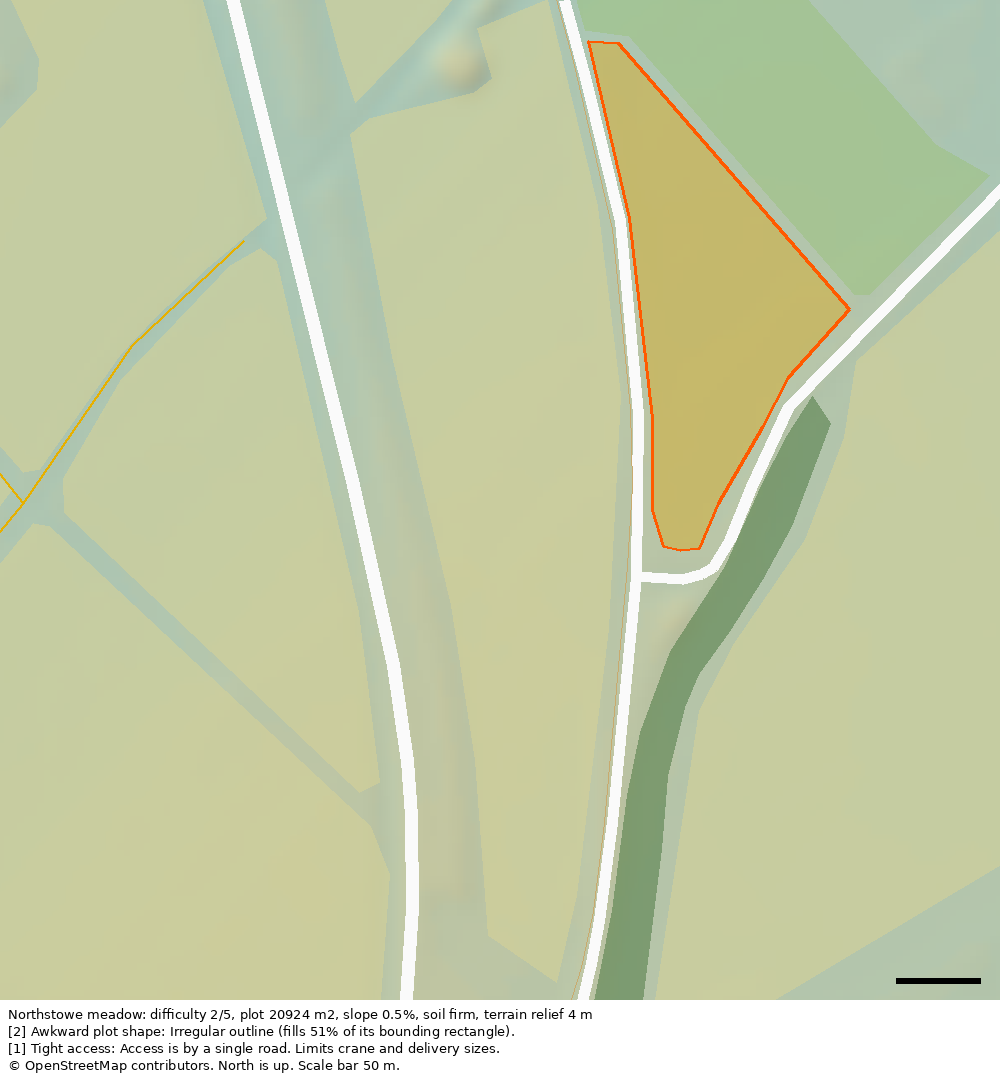 Northstowe meadow: difficulty 2/5, plot 20924 m2, slope 0.5%, soil firm, terrain relief 4 m
[2] Awkward plot shape: Irregular outline (fills 51% of its bounding rectangle).
[1] Tight access: Access is by a single road. Limits crane and delivery sizes.
© OpenStreetMap contributors. North is up. Scale bar 50 m.